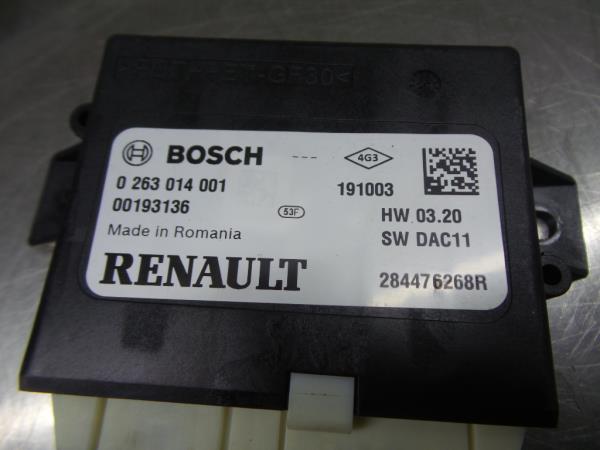 BOSCH --- 4G3
0 263 014 001 191003
00193136 53F HW 03.20
Made in Romania SW DAC11
RENAULT 284476268R